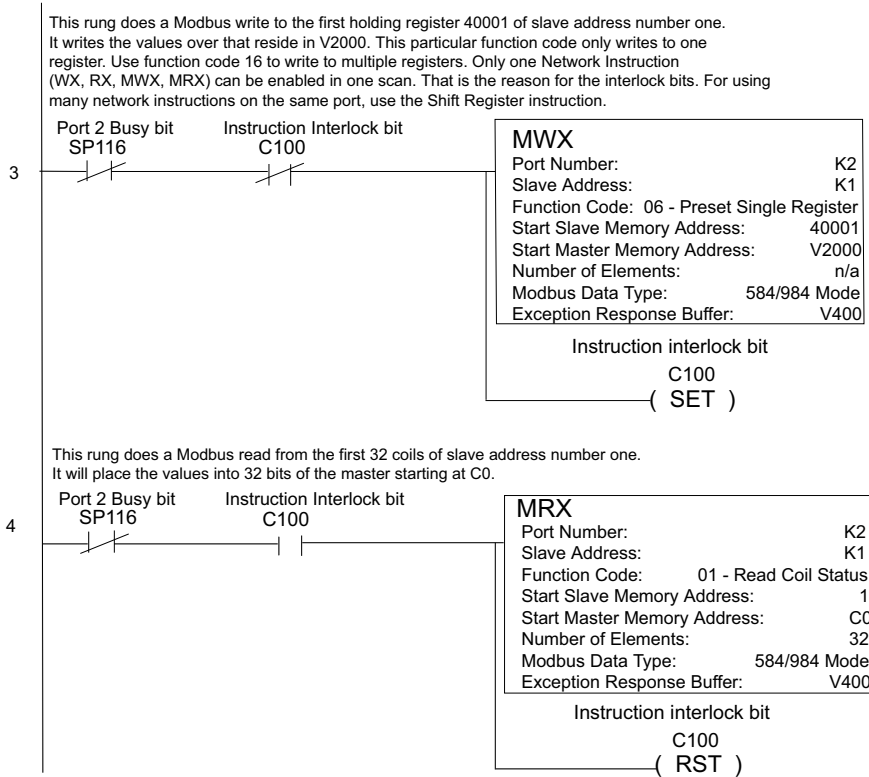 This rung does a Modbus write to the first holding register 40001 of slave address number one.
It writes the values over that reside in V2000. This particular function code only writes to one
register. Use function code 16 to write to multiple registers. Only one Network Instruction
(WX, RX, MWX, MRX) can be enabled in one scan. That is the reason for the interlock bits. For using
many network instructions on the same port, use the Shift Register instruction.
Port 2 Busy bit Instruction Interlock bit
SP116 C100
3
MWX
Port Number: K2
Slave Address: K1
Function Code: 06 - Preset Single Register
Start Slave Memory Address: 40001
Start Master Memory Address: V2000
Number of Elements: n/a
Modbus Data Type: 584/984 Mode
Exception Response Buffer: V400
Instruction interlock bit
C100
( SET )
This rung does a Modbus read from the first 32 coils of slave address number one.
It will place the values into 32 bits of the master starting at C0.
Port 2 Busy bit Instruction Interlock bit
SP116 C100
4
MRX
Port Number: K2
Slave Address: K1
Function Code: 01 - Read Coil Status
Start Slave Memory Address: 1
Start Master Memory Address: C0
Number of Elements: 32
Modbus Data Type: 584/984 Mode
Exception Response Buffer: V400
Instruction interlock bit
C100
( RST )